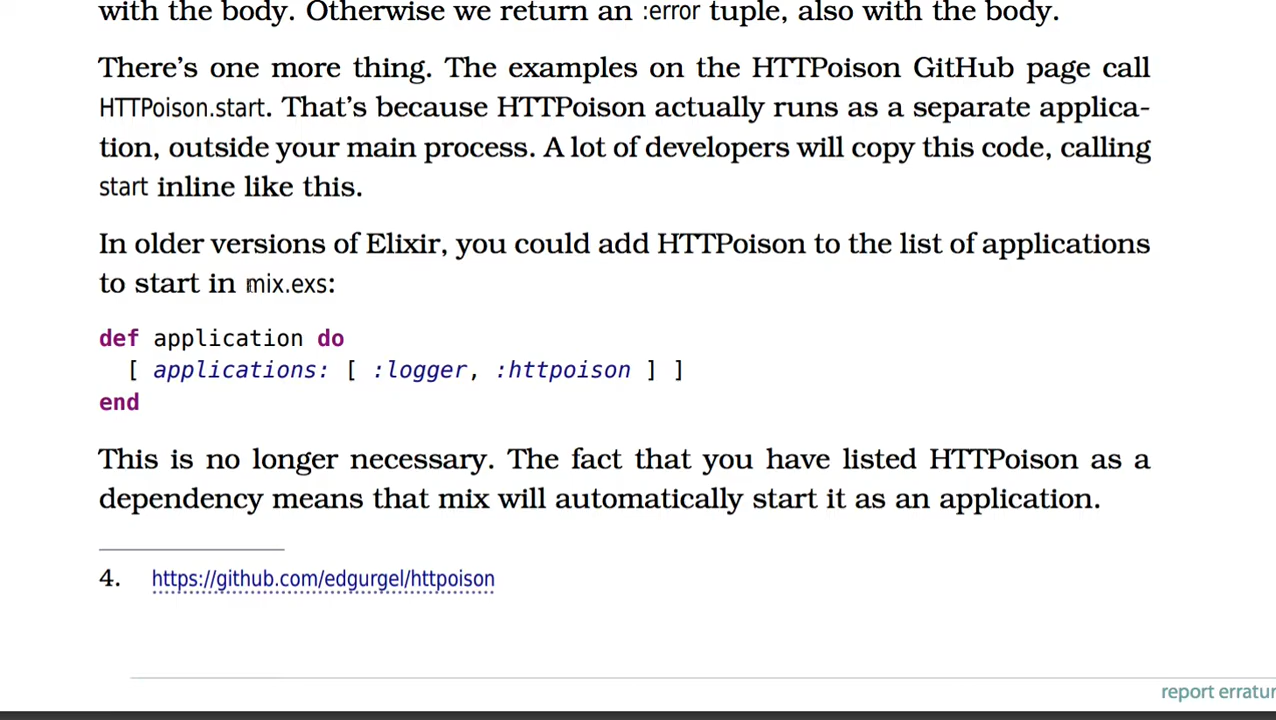 with the body. Otherwise we return an :error tuple, also with the body.
There's one more thing. The examples on the HTTPoison GitHub page call
HTTPoison.start. That's because HTTPoison actually runs as a separate applica-
tion, outside your main process. A lot of developers will copy this code, calling
start inline like this.
In older versions of Elixir, you could add HTTPoison to the list of applications
to start in mix.exs:
def application do
[ applications: [ :logger, :httpoison ] ]
end
This is no longer necessary. The fact that you have listed HTTPoison as a
dependency means that mix will automatically start it as an application.
4. https://github.com/edgurgel/httpoison
report erratu